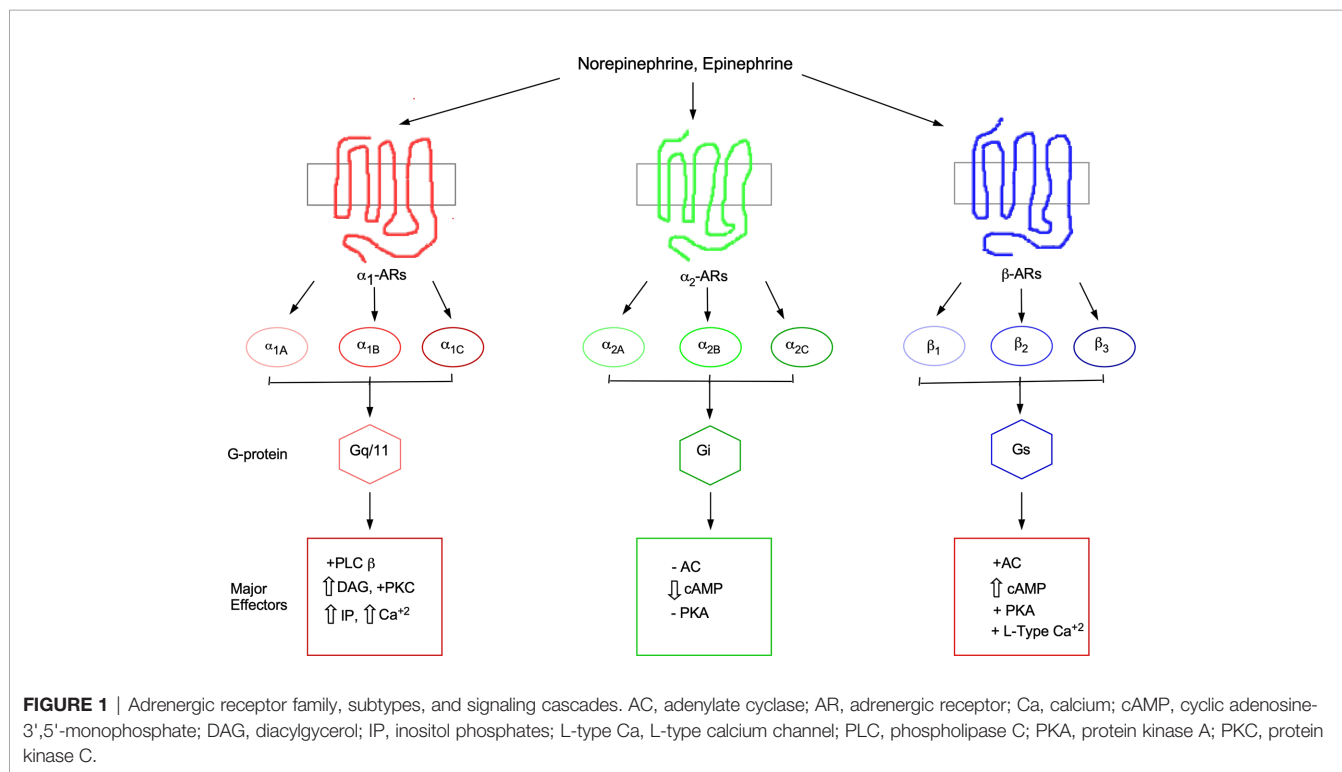 Norepinephrine, Epinephrine
α1-ARs
α2-ARs
β-ARs
α1A
α1B
α1C
α2A
α2B
α2C
β1
β2
β3
G-protein
Gq/11
Gi
Gs
Major
Effectors
+PLC β
⇧DAG, +PKC
⇧IP, ⇧Ca+2
- AC
⇩cAMP
- PKA
+AC
⇧cAMP
+ PKA
+ L-Type Ca+2
FIGURE 1 | Adrenergic receptor family, subtypes, and signaling cascades. AC, adenylate cyclase; AR, adrenergic receptor; Ca, calcium; cAMP, cyclic adenosine-
3',5'-monophosphate; DAG, diacylgycerol; IP, inositol phosphates; L-type Ca, L-type calcium channel; PLC, phospholipase C; PKA, protein kinase A; PKC, protein
kinase C.